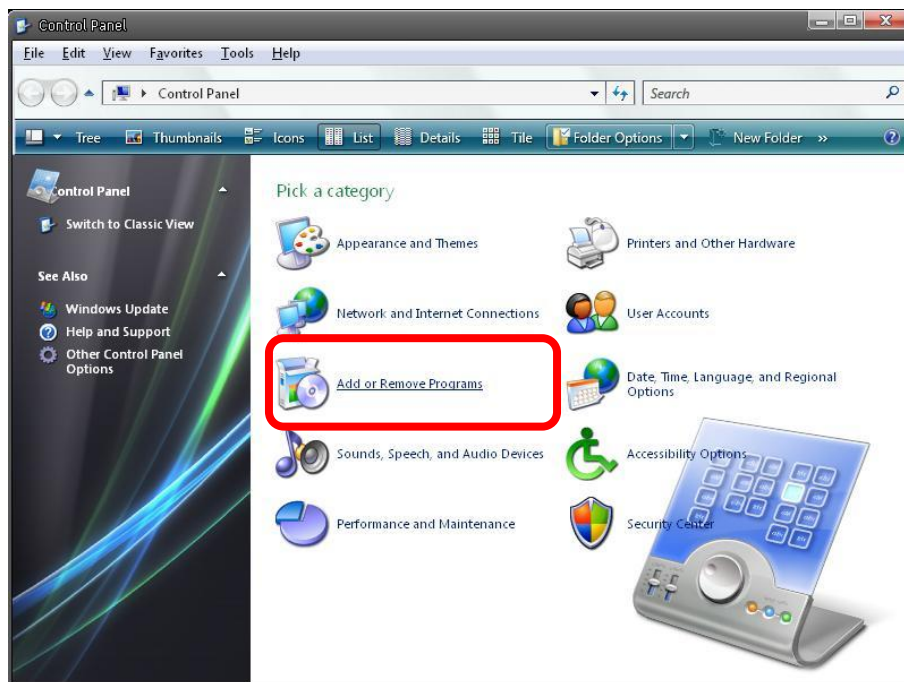 Control Panel
File Edit View Favorites Tools Help
Control Panel
Search
Tree Thumbnails Icons List Details Tile Folder Options New Folder »
Control Panel
Switch to Classic View
See Also
Windows Update
Help and Support
Other Control Panel
Options
Pick a category
Appearance and Themes
Printers and Other Hardware
Network and Internet Connections
User Accounts
Add or Remove Programs
Date, Time, Language, and Regional
Options
Sounds, Speech, and Audio Devices
Accessibility Options
Performance and Maintenance
Security Center